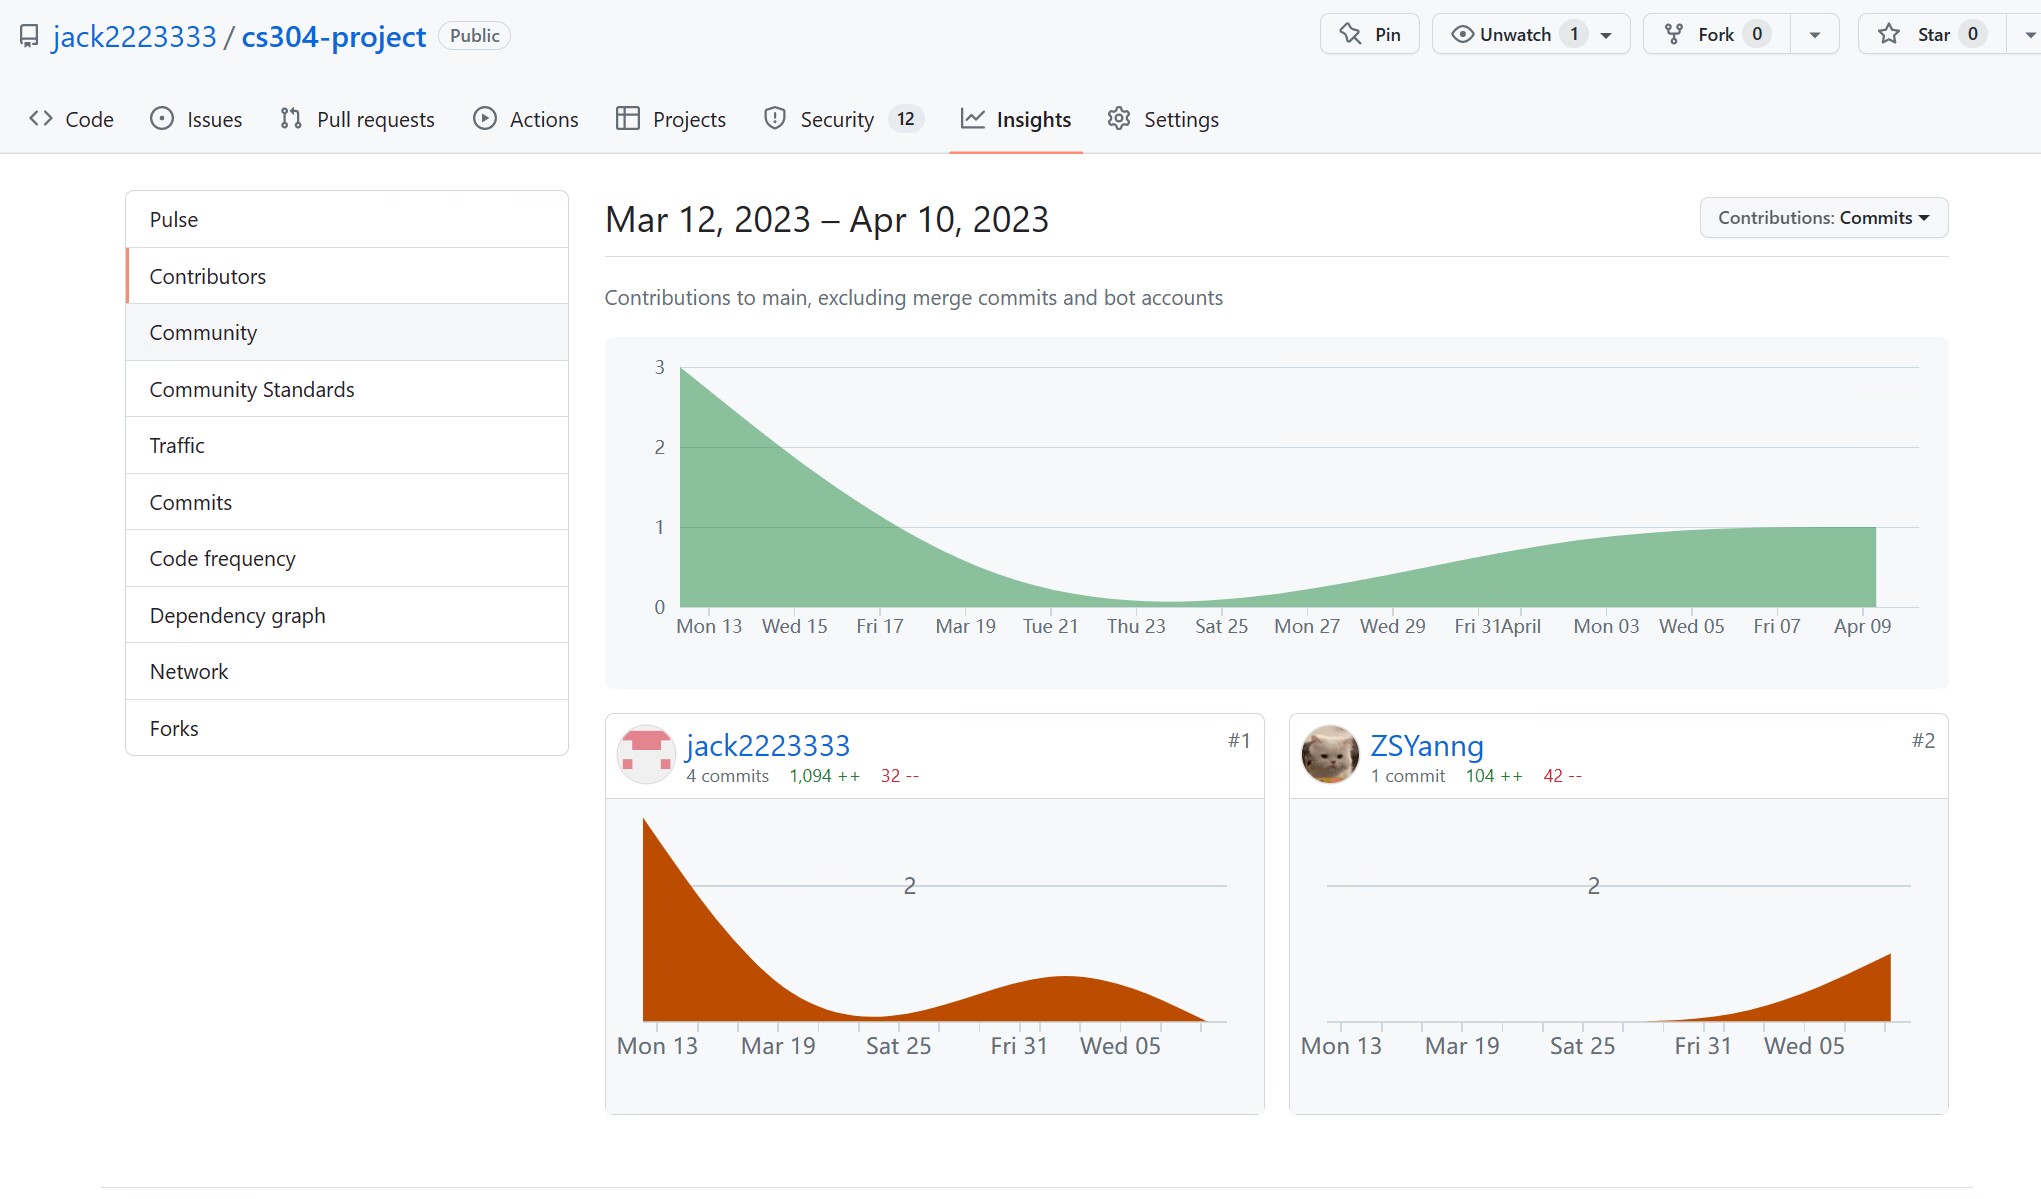 jack2223333 / cs304-project Public
Pin Unwatch 1 Fork 0 Star 0
Code Issues Pull requests Actions Projects Security 12 Insights Settings
Pulse
Contributors
Community
Community Standards
Traffic
Commits
Code frequency
Dependency graph
Network
Forks
Mar 12, 2023 – Apr 10, 2023
Contributions: Commits
Contributions to main, excluding merge commits and bot accounts
3
2
1
0
Mon 13 Wed 15 Fri 17 Mar 19 Tue 21 Thu 23 Sat 25 Mon 27 Wed 29 Fri 31 April Mon 03 Wed 05 Fri 07 Apr 09
jack2223333 #1
4 commits 1,094 ++ 32 --
2
Mon 13 Mar 19 Sat 25 Fri 31 Wed 05
ZSYanng #2
1 commit 104 ++ 42 --
2
Mon 13 Mar 19 Sat 25 Fri 31 Wed 05